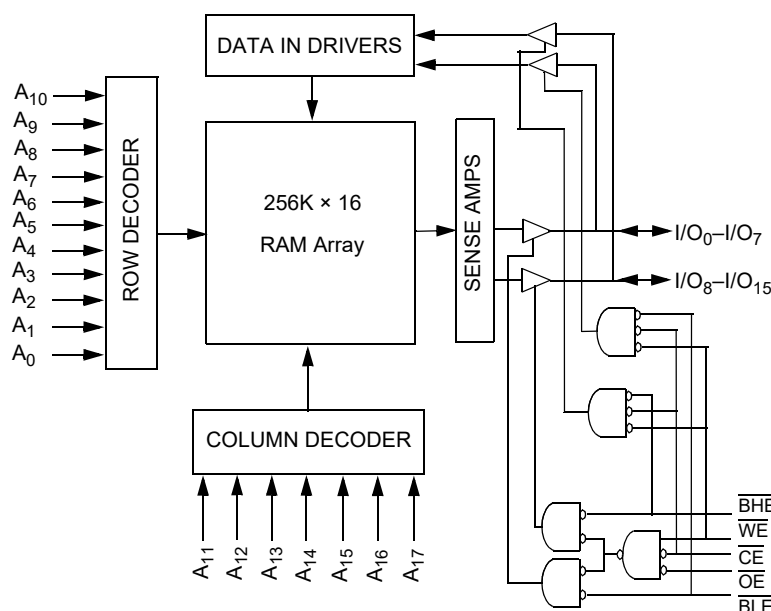 DATA IN DRIVERS
A10
A9
A8
A7
A6
A5
A4
A3
A2
A1
A0
ROW DECODER
256K × 16
RAM Array
SENSE AMPS
I/O0–I/O7
I/O8–I/O15
COLUMN DECODER
A11
A12
A13
A14
A15
A16
A17
BHE
WE
CE
OE
BLE